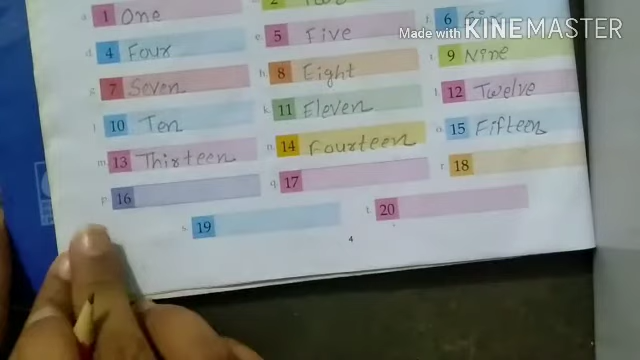 Made with KINEMASTER
a. 1 One 2
d. 4 Four e. 5 Five f. 6
g. 7 Seven h. 8 Eight i. 9 Nine
j. 10 Ten k. 11 Eleven l. 12 Twelve
m. 13 Thirteen n. 14 Fourteen o. 15 Fifteen
p. 16 q. 17 r. 18
s. 19 t. 20
4